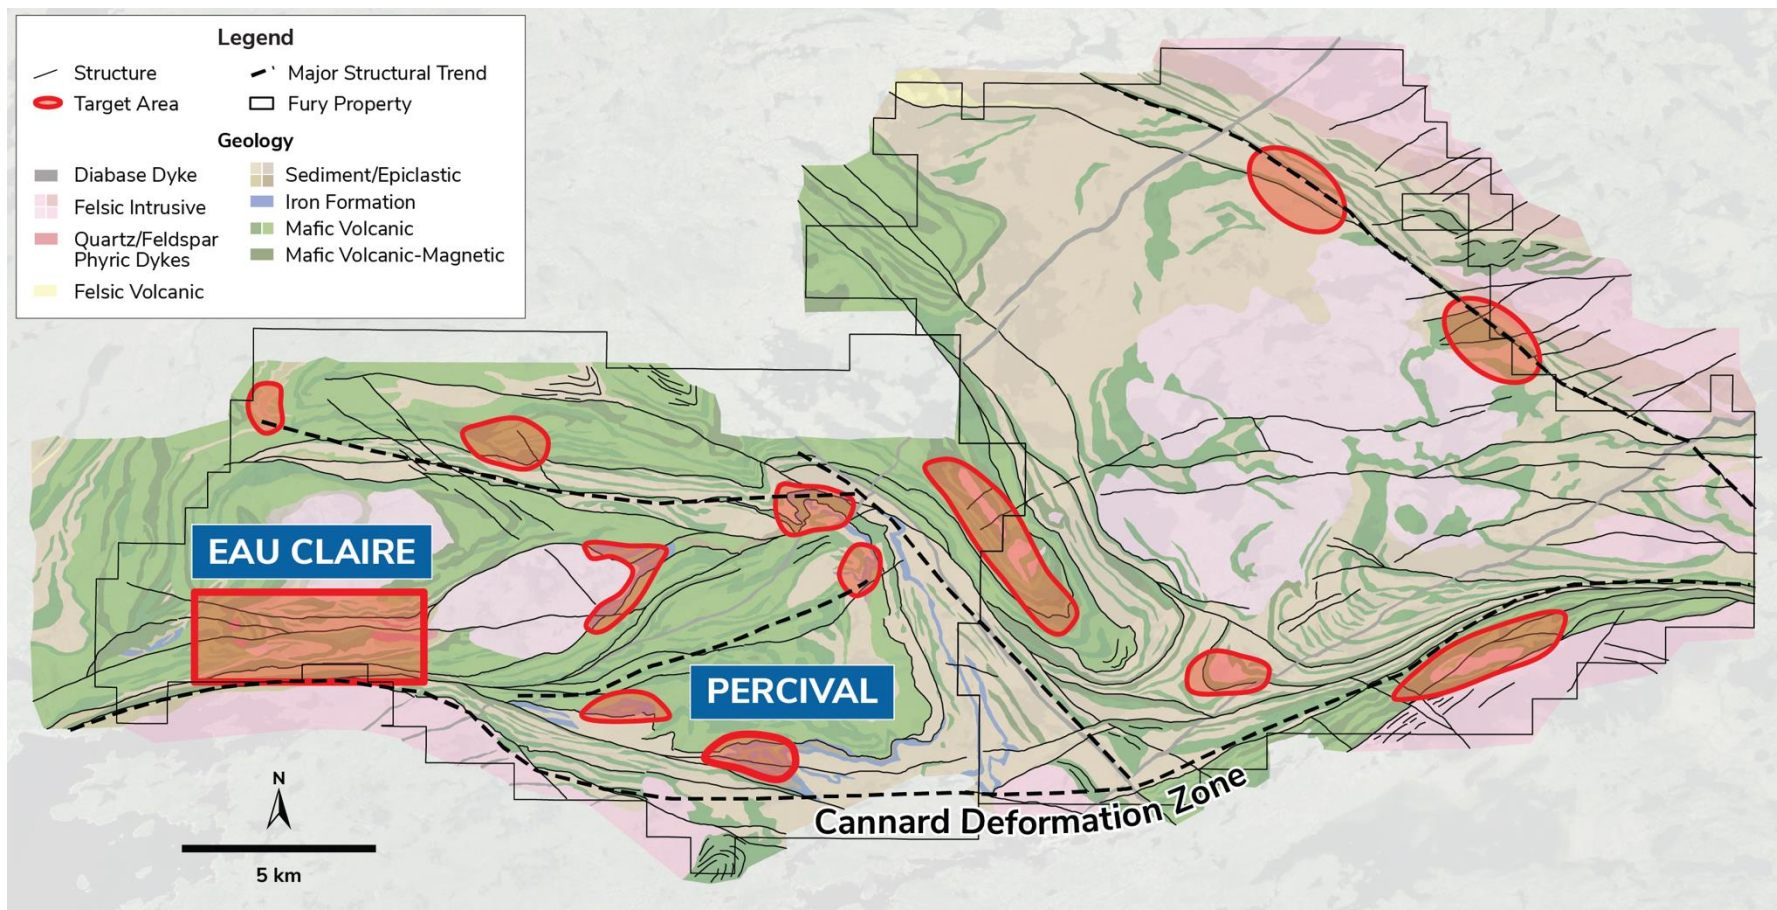 Legend
Structure
Major Structural Trend
Target Area
Fury Property
Geology
Diabase Dyke
Felsic Intrusive
Quartz/Feldspar
Phyric Dykes
Felsic Volcanic
Sediment/Epiclastic
Iron Formation
Mafic Volcanic
Mafic Volcanic-Magnetic
EAU CLAIRE
PERCIVAL
Cannard Deformation Zone
N
5 km